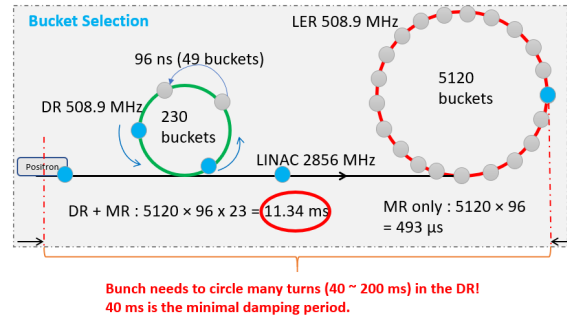 Bucket Selection
LER 508.9 MHz
96 ns (49 buckets)
5120
buckets
DR 508.9 MHz
230
buckets
LINAC 2856 MHz
Positron
DR + MR : 5120 × 96 x 23 = 11.34 ms
MR only : 5120 × 96
= 493 µs
Bunch needs to circle many turns (40 ~ 200 ms) in the DR!
40 ms is the minimal damping period.